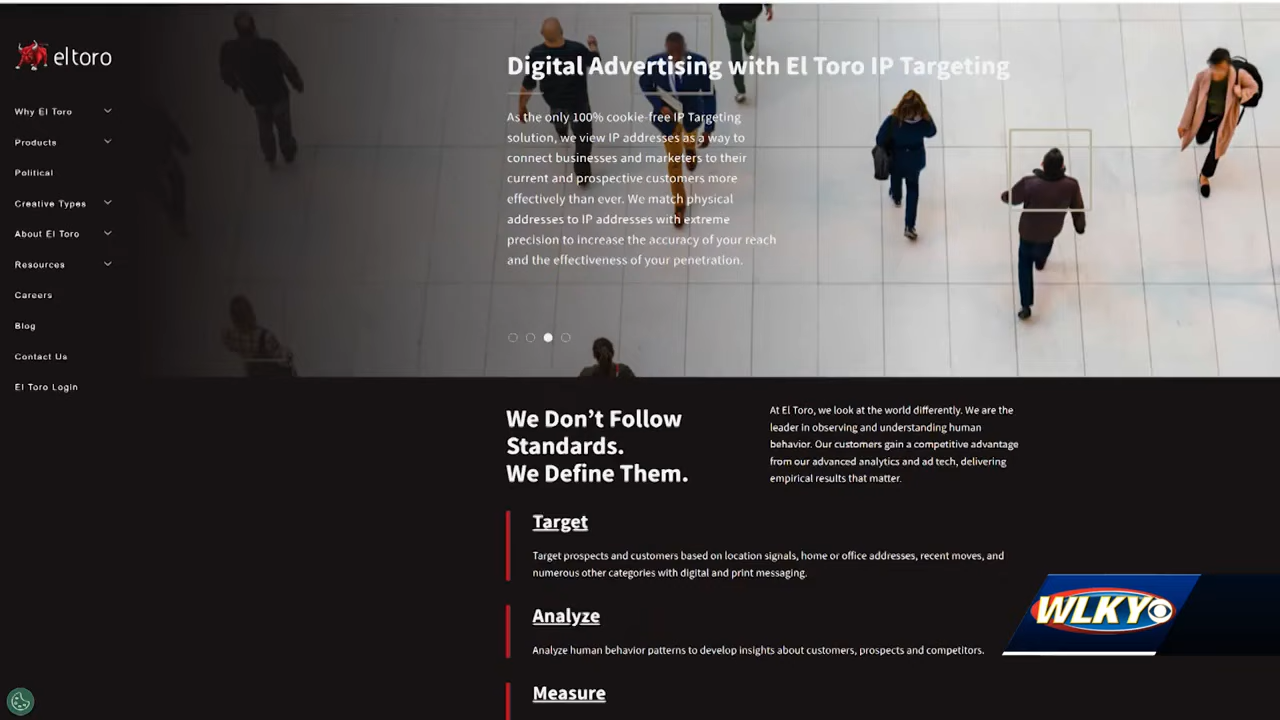 eltoro
Why El Toro
Products
Political
Creative Types
About El Toro
Resources
Careers
Blog
Contact Us
El Toro Login
Digital Advertising with El Toro IP Targeting
As the only 100% cookie-free IP Targeting
solution, we view IP addresses as a way to
connect businesses and marketers to their
current and prospective customers more
effectively than ever. We match physical
addresses to IP addresses with extreme
precision to increase the accuracy of your reach
and the effectiveness of your penetration.
We Don’t Follow
Standards.
We Define Them.
At El Toro, we look at the world differently. We are the
leader in observing and understanding human
behavior. Our customers gain a competitive advantage
from our advanced analytics and ad tech, delivering
empirical results that matter.
Target
Target prospects and customers based on location signals, home or office addresses, recent moves, and
numerous other categories with digital and print messaging.
Analyze
Analyze human behavior patterns to develop insights about customers, prospects and competitors.
Measure
WLKY